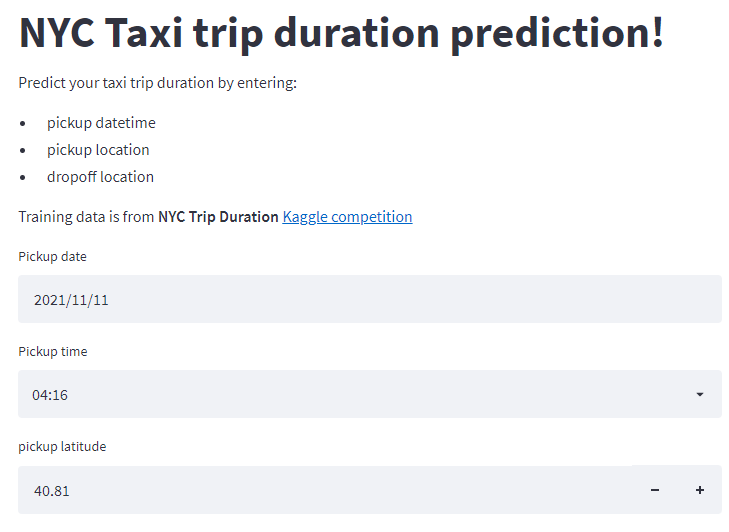 NYC Taxi trip duration prediction!
Predict your taxi trip duration by entering:
• pickup datetime
• pickup location
• dropoff location
Training data is from NYC Trip Duration Kaggle competition
Pickup date
2021/11/11
Pickup time
04:16
pickup latitude
40.81 − +